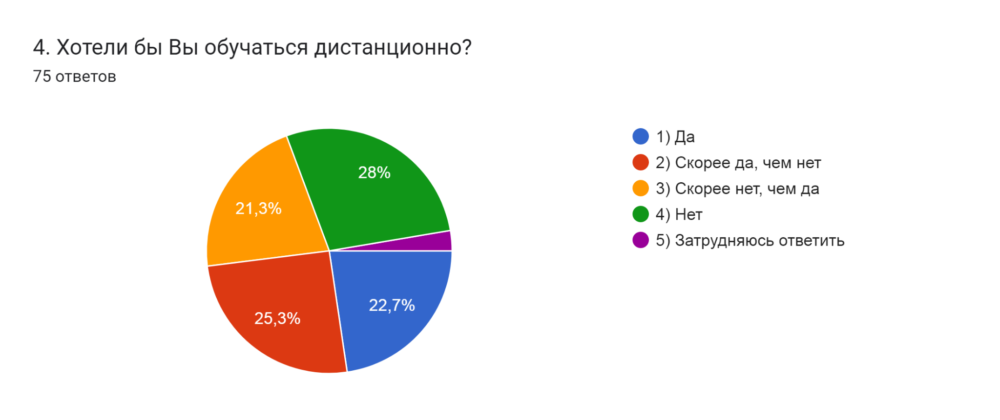 4. Хотели бы Вы обучаться дистанционно?
75 ответов
28%
21,3%
25,3%
22,7%
1) Да
2) Скорее да, чем нет
3) Скорее нет, чем да
4) Нет
5) Затрудняюсь ответить